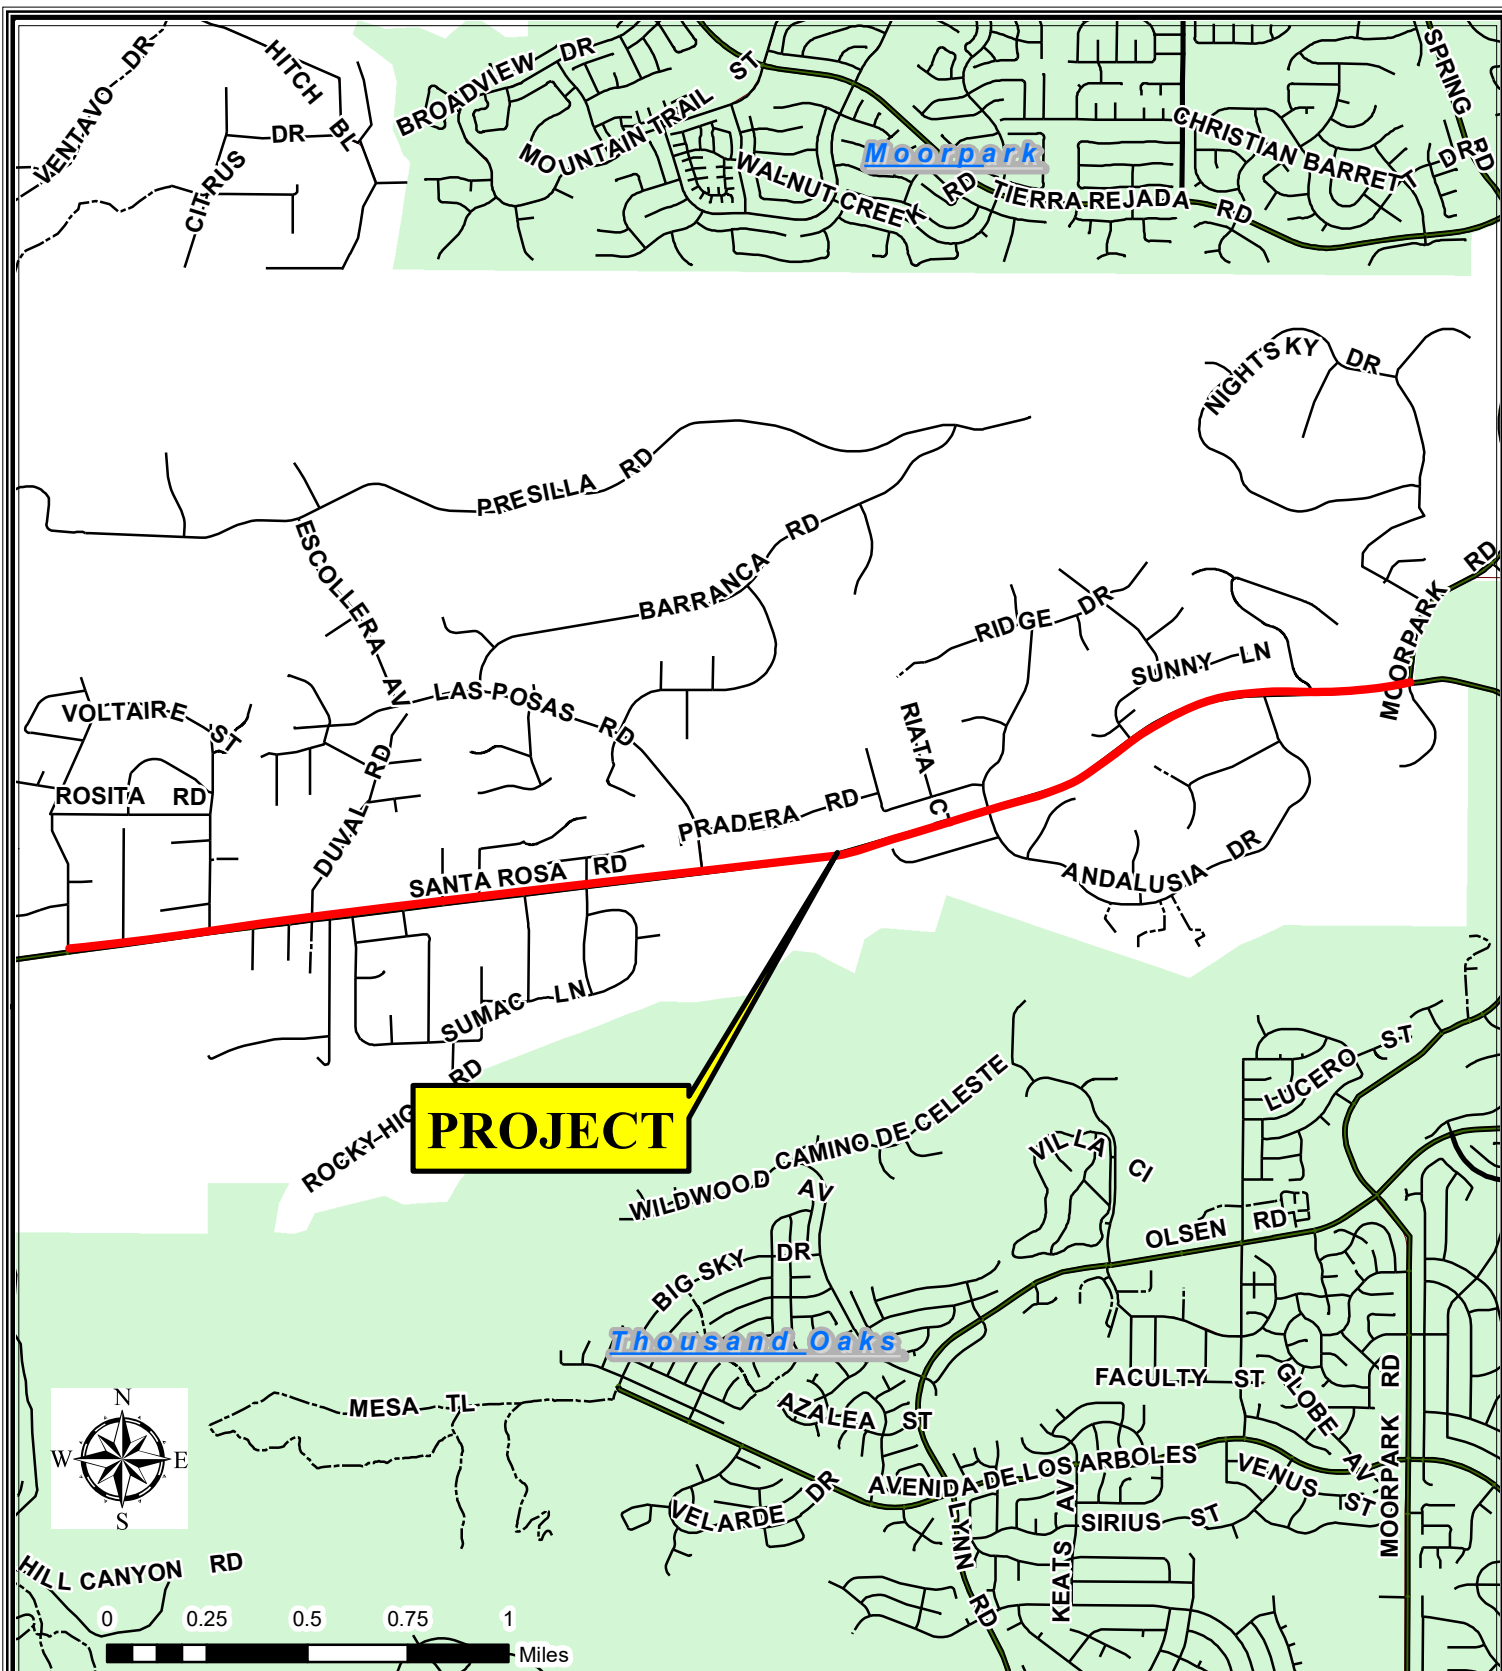 VENTAVO DR
HITCH BL
CITRUS DR
BROADVIEW DR
MOUNTAIN TRAIL ST
WALNUT CREEK RD
Moorpark
TIERRA REJADA RD
CHRISTIAN BARRETT DR
SPRING RD
NIGHT SKY DR
PRESILLA RD
ESCOLLERA AV
BARRANCA RD
MOORPARK RD
RIDGE DR
SUNNY LN
LAS POSAS RD
VOLTAIRE ST
RIATA C
DUVAL RD
ROSITA RD
PRADERA RD
SANTA ROSA RD
ANDALUSIA DR
SUMAC LN
ROCKY HIG RD
PROJECT
LUCERO ST
WILDWOOD AV
CAMINO DE CELESTE
VILLA CI
OLSEN RD
BIG SKY DR
Thousand Oaks
FACULTY ST
GLOBE AV
MOORPARK RD
MESA TL
AZALEA ST
AVENIDA DE LOS ARBOLES
VENUS ST
VELARDE DR
SIRIUS ST
LYNN RD
KEATS AV
HILL CANYON RD
N
W E
S
0 0.25 0.5 0.75 1
Miles